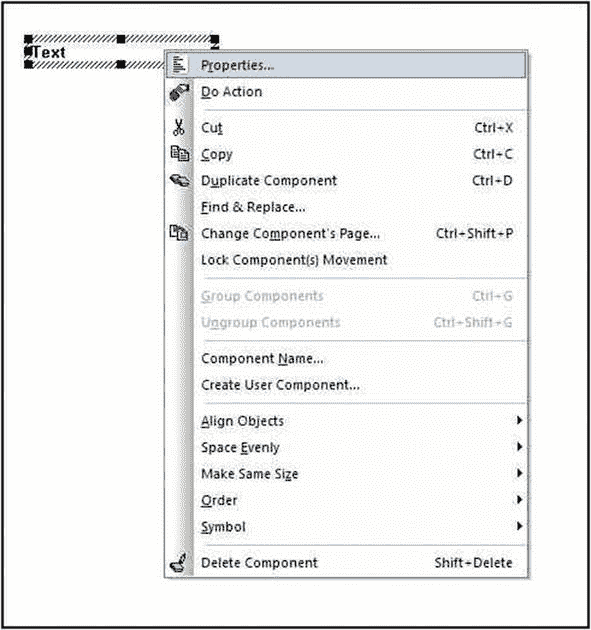 Text
Properties...
Do Action
Cut Ctrl+X
Copy Ctrl+C
Duplicate Component Ctrl+D
Find & Replace...
Change Component's Page... Ctrl+Shift+P
Lock Component(s) Movement
Group Components Ctrl+G
Ungroup Components Ctrl+Shift+G
Component Name...
Create User Component...
Align Objects
Space Evenly
Make Same Size
Order
Symbol
Delete Component Shift+Delete